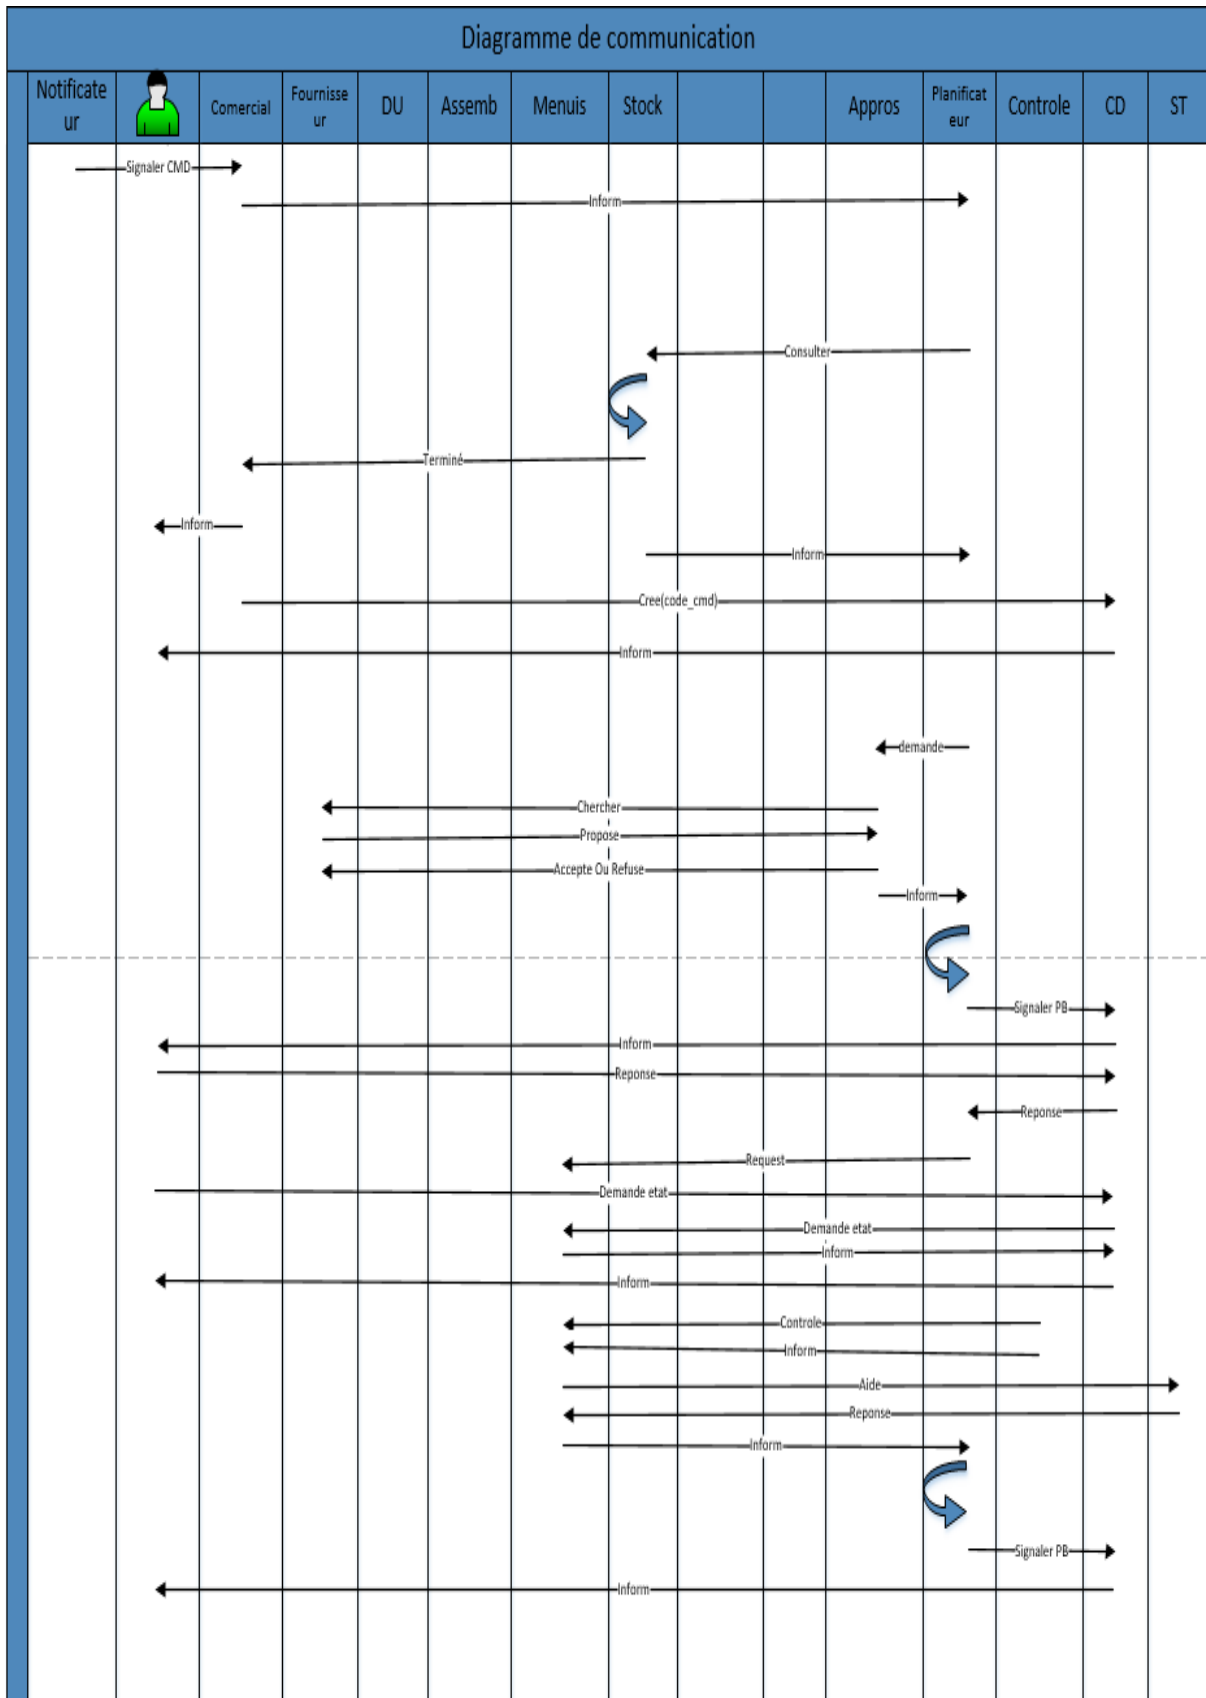 Diagramme de communication
Notificate
ur
Comercial
Fournisse
ur
DU
Assemb
Menuis
Stock
Appros
Planificat
eur
Controle
CD
ST
Signaler CMD
Inform
Consulter
Terminé
Inform
Inform
Cree(code_cmd)
Inform
demande
Chercher
Propose
Accepte Ou Refuse
Inform
Signaler PB
Inform
Reponse
Reponse
Request
Demande etat
Demande etat
Inform
Inform
Controle
Inform
Aide
Reponse
Inform
Signaler PB
Inform